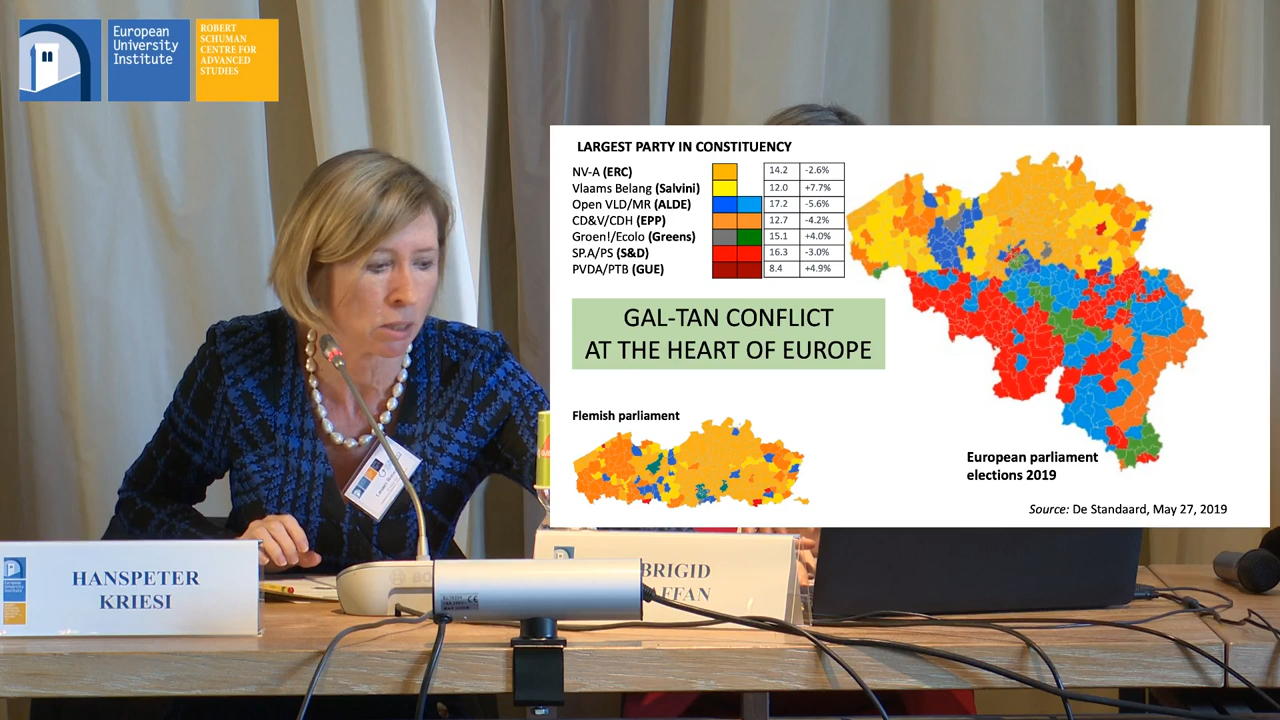 European
University
Institute
ROBERT
SCHUMAN
CENTRE FOR
ADVANCED
STUDIES
LARGEST PARTY IN CONSTITUENCY
NV-A (ERC) 14.2 -2.6%
Vlaams Belang (Salvini) 12.0 +7.7%
Open VLD/MR (ALDE) 17.2 -5.6%
CD&V/CDH (EPP) 12.7 -4.2%
Groen!/Ecolo (Greens) 15.1 +4.0%
SP.A/PS (S&D) 16.3 -3.0%
PVDA/PTB (GUE) 8.4 +4.9%
GAL-TAN CONFLICT
AT THE HEART OF EUROPE
Flemish parliament
European parliament
elections 2019
Source: De Standaard, May 27, 2019
HANSPETER
KRIESI
BRIGID
AFFAN